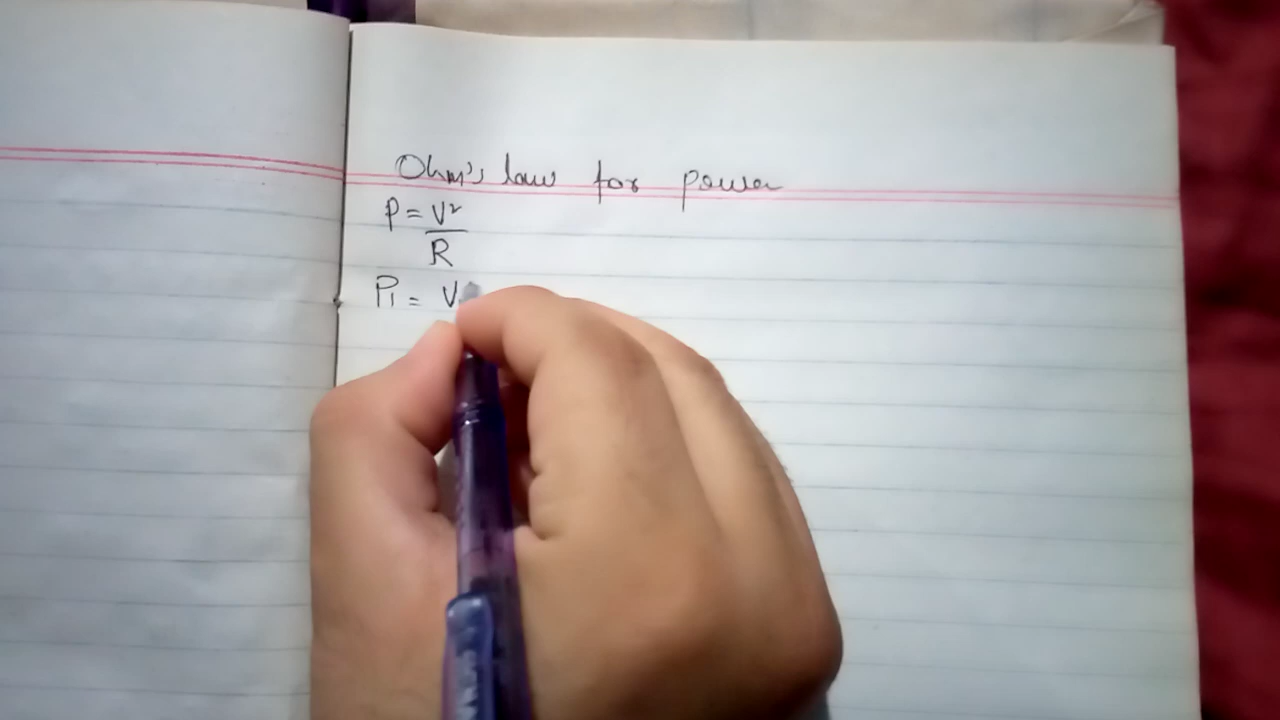 Ohm's law for power
P = V²
R
P₁ = V